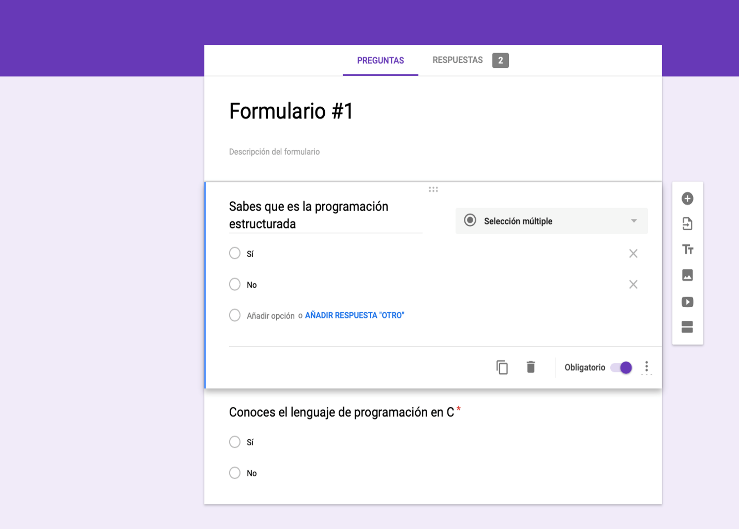 PREGUNTAS RESPUESTAS 2
Formulario #1
Descripción del formulario
Sabes que es la programación
estructurada
Selección múltiple
Sí
No
Añadir opción o AÑADIR RESPUESTA "OTRO"
Obligatorio
Conoces el lenguaje de programación en C *
Sí
No